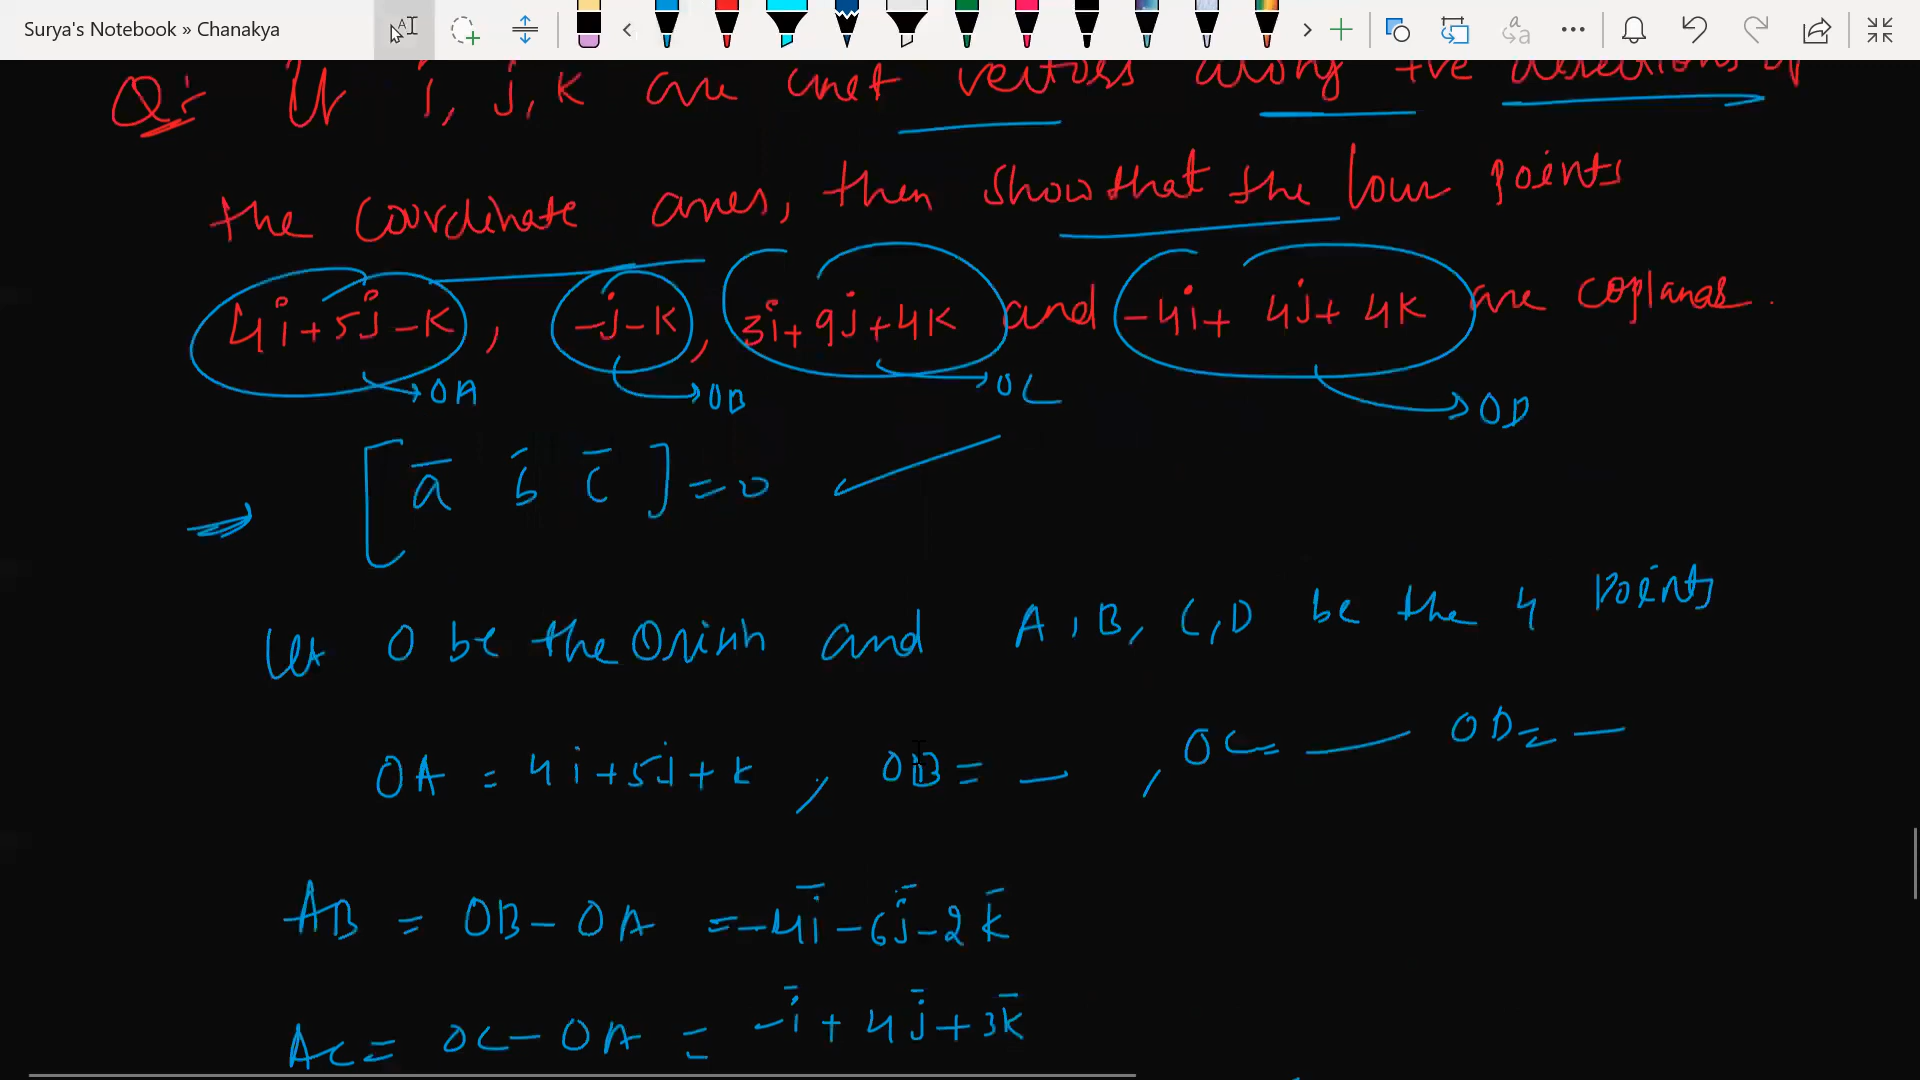 Surya's Notebook » Chanakya
Q:- If i, j, k are unit vectors along +ve directions of
the coordinate axes, then show that the four points
4i+5j-K, -j-K, 3i+9j+4K and -4i+ 4j+ 4K are coplanar.
OA OB OC OD
[ā b̄ c̄]=0
Let O be the Origin and A, B, C, D be the 4 points
OA = 4i+5j+k, OB = —, OC= — OD= —
AB = OB-OA = -4ī-6j̄-2k̄
AC= OC-OA = -ī+4j̄+3k̄